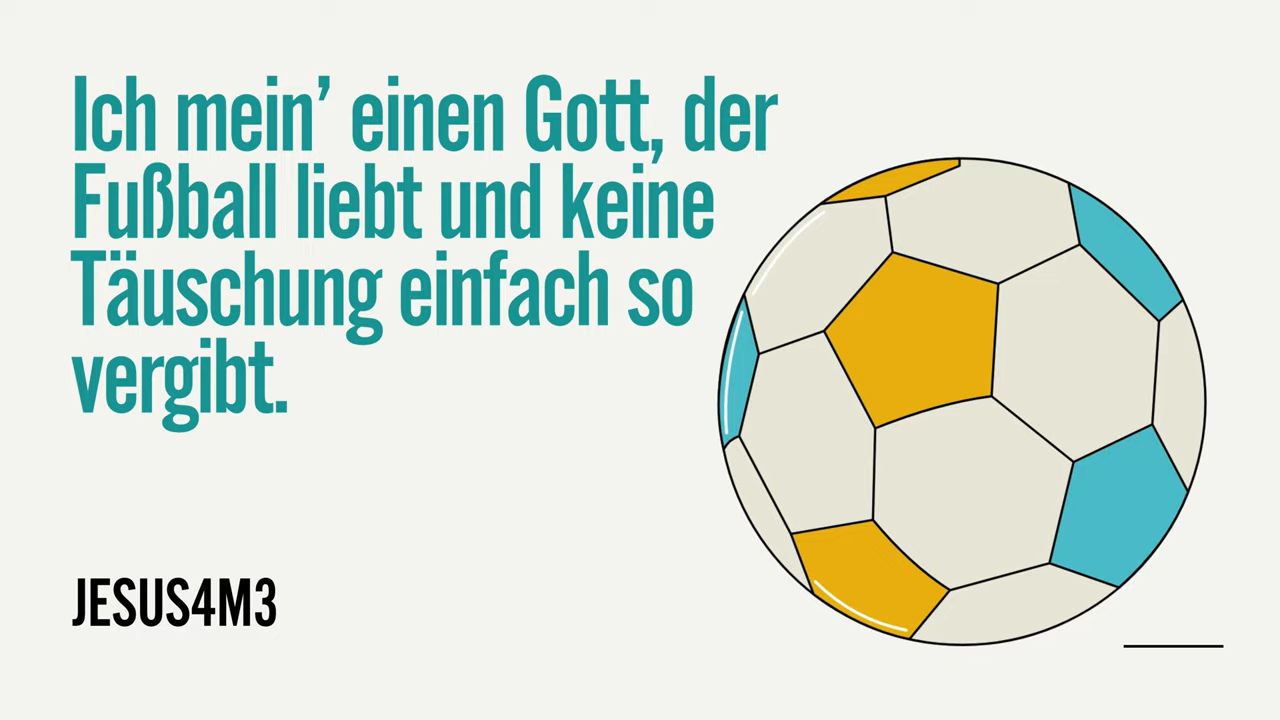 Ich mein’ einen Gott, der
Fußball liebt und keine
Täuschung einfach so
vergibt.
JESUS4M3